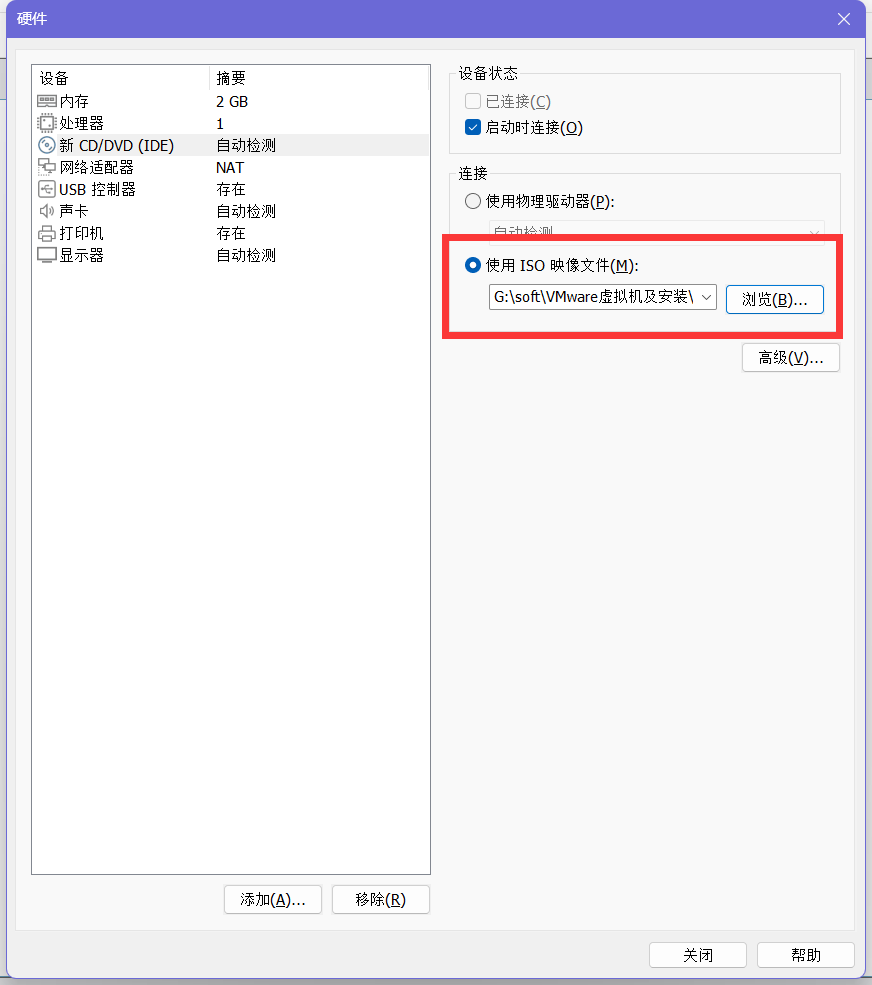 硬件
设备 摘要
内存 2 GB
处理器 1
新 CD/DVD (IDE) 自动检测
网络适配器 NAT
USB 控制器 存在
声卡 自动检测
打印机 存在
显示器 自动检测
添加(A)... 移除(R)
设备状态
已连接(C)
启动时连接(O)
连接
使用物理驱动器(P):
自动检测
使用 ISO 映像文件(M):
G:\soft\VMware虚拟机及安装\ 浏览(B)...
高级(V)...
关闭 帮助